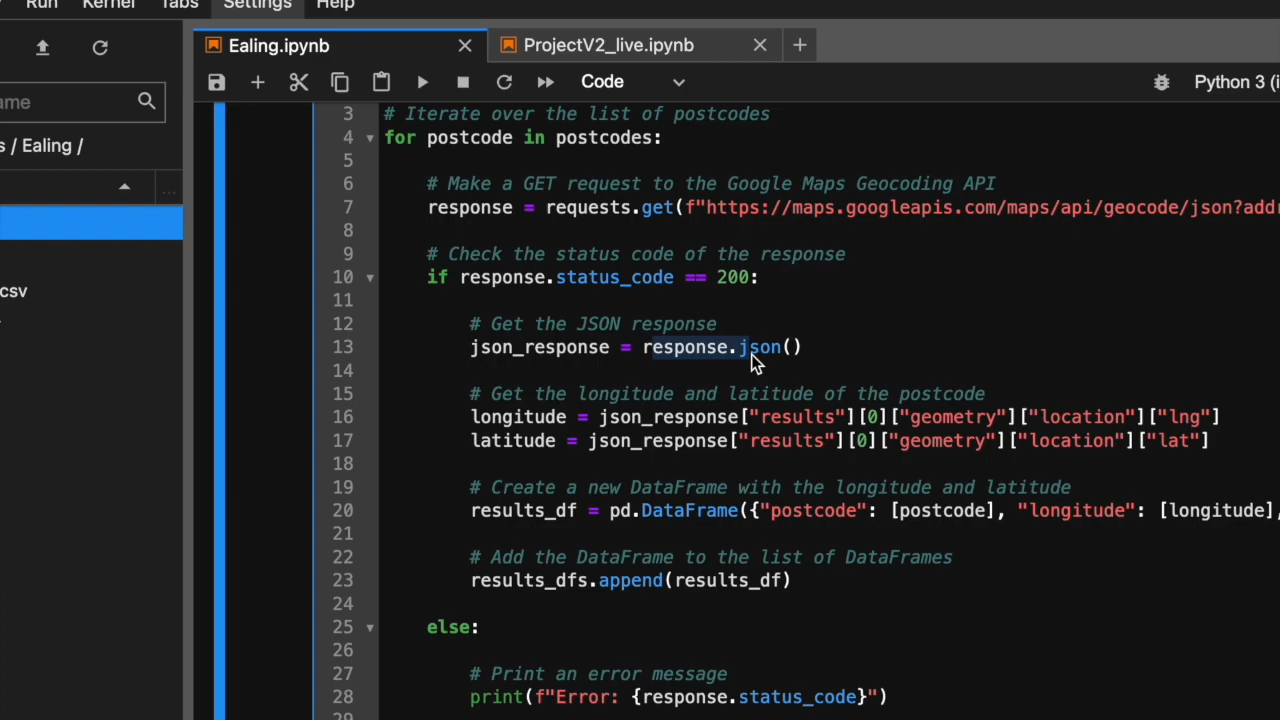 Run Kernel Tabs Settings Help
Ealing.ipynb
ProjectV2_live.ipynb
Code
Python 3 (i
ame
s / Ealing /
csv
3 # Iterate over the list of postcodes
4 for postcode in postcodes:
5
6 # Make a GET request to the Google Maps Geocoding API
7 response = requests.get(f"https://maps.googleapis.com/maps/api/geocode/json?addr
8
9 # Check the status code of the response
10 if response.status_code == 200:
11
12 # Get the JSON response
13 json_response = response.json()
14
15 # Get the longitude and latitude of the postcode
16 longitude = json_response["results"][0]["geometry"]["location"]["lng"]
17 latitude = json_response["results"][0]["geometry"]["location"]["lat"]
18
19 # Create a new DataFrame with the longitude and latitude
20 results_df = pd.DataFrame({"postcode": [postcode], "longitude": [longitude],
21
22 # Add the DataFrame to the list of DataFrames
23 results_dfs.append(results_df)
24
25 else:
26
27 # Print an error message
28 print(f"Error: {response.status_code}")
29